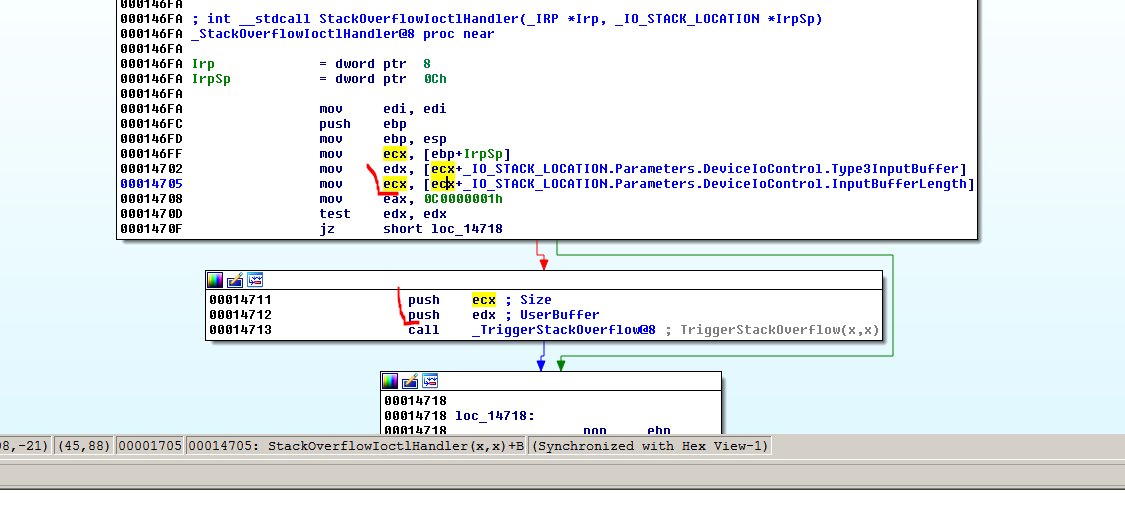 000146FA
000146FA ; int __stdcall StackOverflowIoctlHandler(_IRP *Irp, _IO_STACK_LOCATION *IrpSp)
000146FA _StackOverflowIoctlHandler@8 proc near
000146FA
000146FA Irp = dword ptr 8
000146FA IrpSp = dword ptr 0Ch
000146FA
000146FA mov edi, edi
000146FC push ebp
000146FD mov ebp, esp
000146FF mov ecx, [ebp+IrpSp]
00014702 mov edx, [ecx+_IO_STACK_LOCATION.Parameters.DeviceIoControl.Type3InputBuffer]
00014705 mov ecx, [ecx+_IO_STACK_LOCATION.Parameters.DeviceIoControl.InputBufferLength]
00014708 mov eax, 0C0000001h
0001470D test edx, edx
0001470F jz short loc_14718
00014711 push ecx ; Size
00014712 push edx ; UserBuffer
00014713 call _TriggerStackOverflow@8 ; TriggerStackOverflow(x,x)
00014718
00014718 loc_14718:
00014718 pop ebp
08,-21) (45,88) 00001705 00014705: StackOverflowIoctlHandler(x,x)+B (Synchronized with Hex View-1)